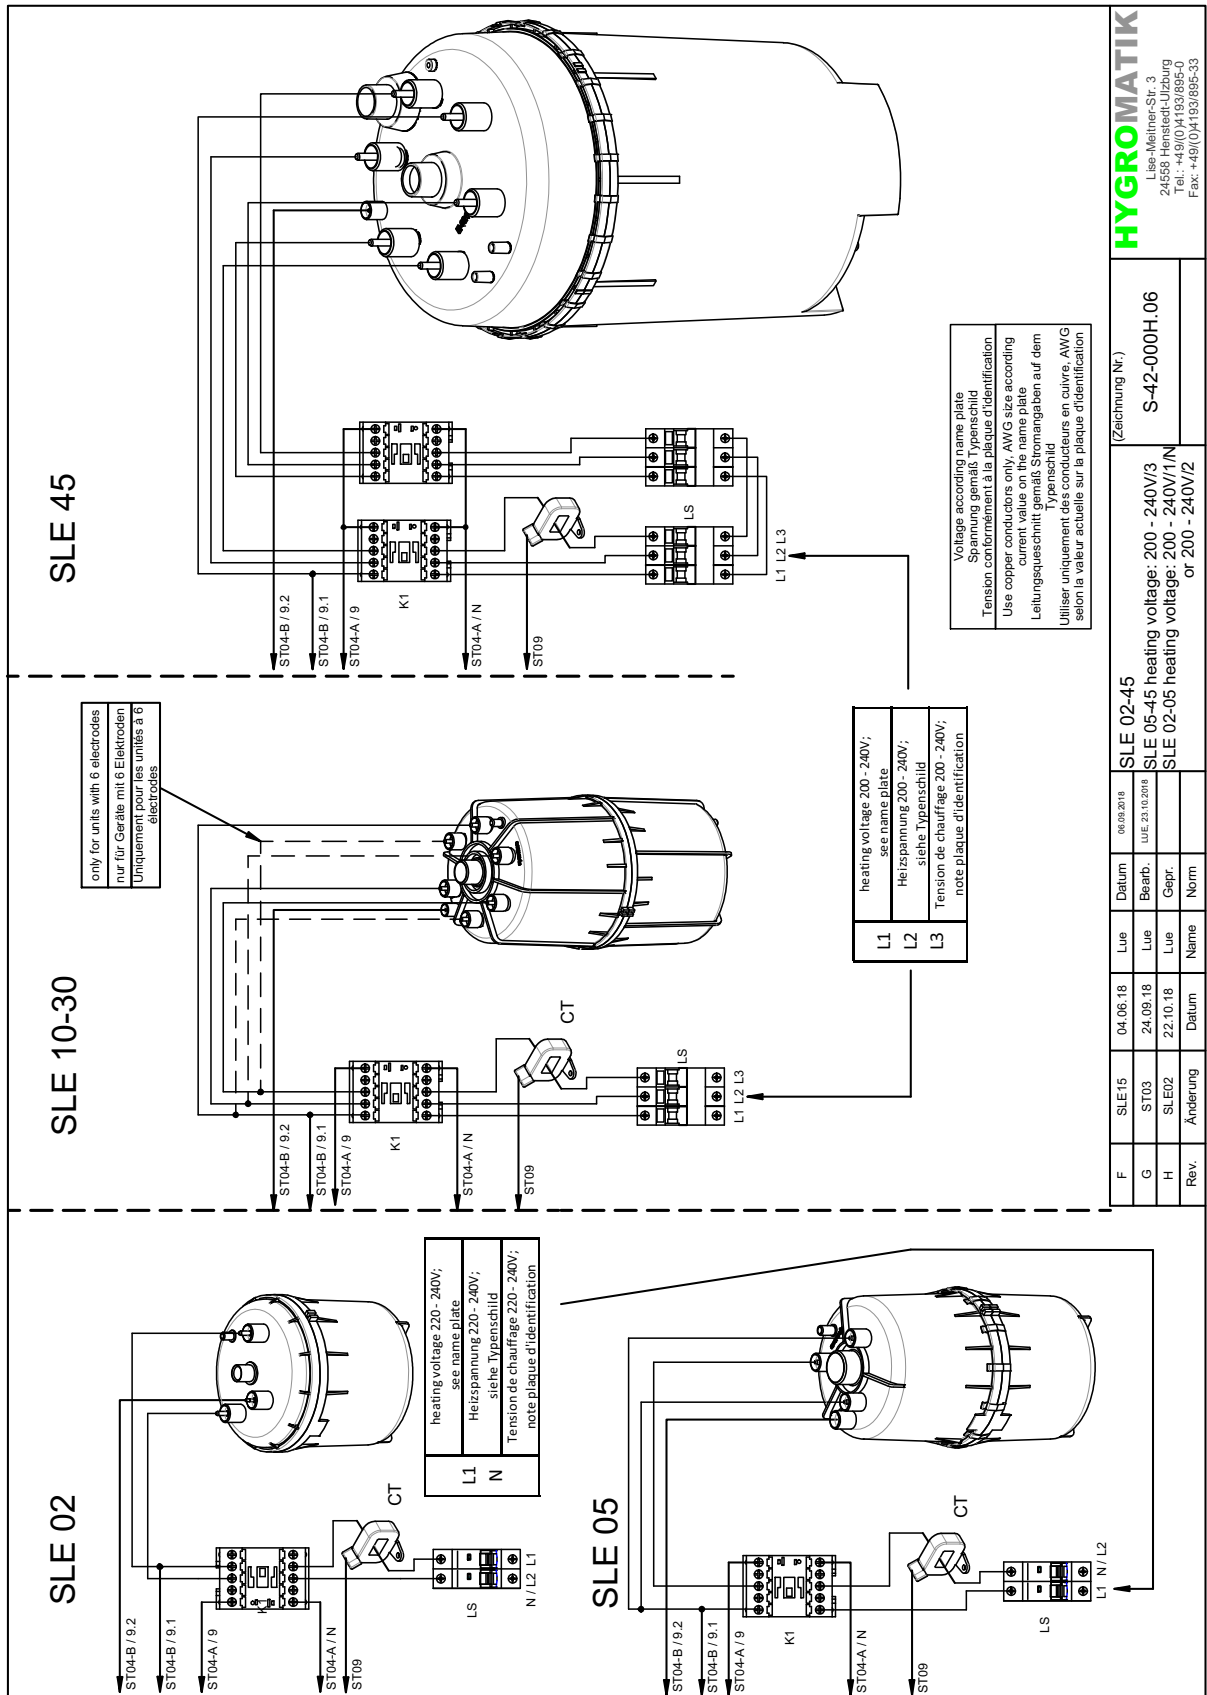 SLE 02
ST04-B / 9.2
ST04-B / 9.1
ST04-A / 9
ST04-A / N
ST09
K1
CT
LS
N / L2 L1
L1
N
heating voltage 220 - 240V;
see name plate
Heizspannung 220 - 240V;
siehe Typenschild
Tension de chauffage 220 - 240V;
note plaque d'identification
SLE 05
ST04-B / 9.2
ST04-B / 9.1
ST04-A / 9
ST04-A / N
ST09
K1
CT
LS
L1 N / L2
SLE 10-30
ST04-B / 9.2
ST04-B / 9.1
ST04-A / 9
ST04-A / N
ST09
K1
CT
LS
L1 L2 L3
only for units with 6 electrodes
nur für Geräte mit 6 Elektroden
Uniquement pour les unités à 6
électrodes
L1
L2
L3
heating voltage 200 - 240V;
see name plate
Heizspannung 200 - 240V;
siehe Typenschild
Tension de chauffage 200 - 240V;
note plaque d'identification
SLE 45
ST04-B / 9.2
ST04-B / 9.1
ST04-A / 9
ST04-A / N
ST09
K1
LS
L1 L2 L3
Voltage according name plate
Spannung gemäß Typenschild
Tension conformément à la plaque d'identification
Use copper conductors only, AWG size according
current value on the name plate
Leitungsqueschnitt gemäß Stromangaben auf dem
Typenschild
Utiliser uniquement des conducteurs en cuivre, AWG
selon la valeur actuelle sur la plaque d'identification
F SLE15 04.06.18 Lue Datum 06.09.2018
G ST03 24.09.18 Lue Bearb. LUE, 23.10.2018
H SLE02 22.10.18 Lue Gepr.
Rev. Änderung Datum Name Norm
SLE 02-45
SLE 05-45 heating voltage: 200 - 240V/3
SLE 02-05 heating voltage: 200 - 240V/1/N
or 200 - 240V/2
(Zeichnung Nr.)
S-42-000H.06
HYGROMATIK
Lise-Meitner-Str. 3
24558 Henstedt-Ulzburg
Tel.: +49/(0)4193/895-0
Fax: +49/(0)4193/895-33